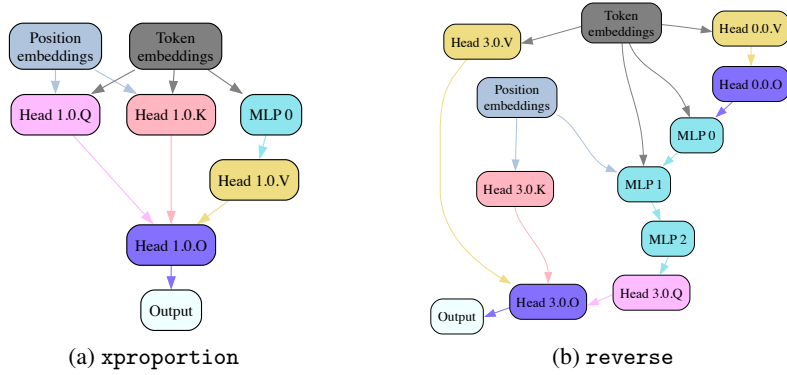 Position
embeddings
Token
embeddings
Head 1.0.Q
Head 1.0.K
MLP 0
Head 1.0.V
Head 1.0.O
Output
(a) xproportion
Token
embeddings
Head 3.0.V
Head 0.0.V
Head 0.0.O
Position
embeddings
MLP 0
Head 3.0.K
MLP 1
MLP 2
Head 3.0.Q
Head 3.0.O
Output
(b) reverse